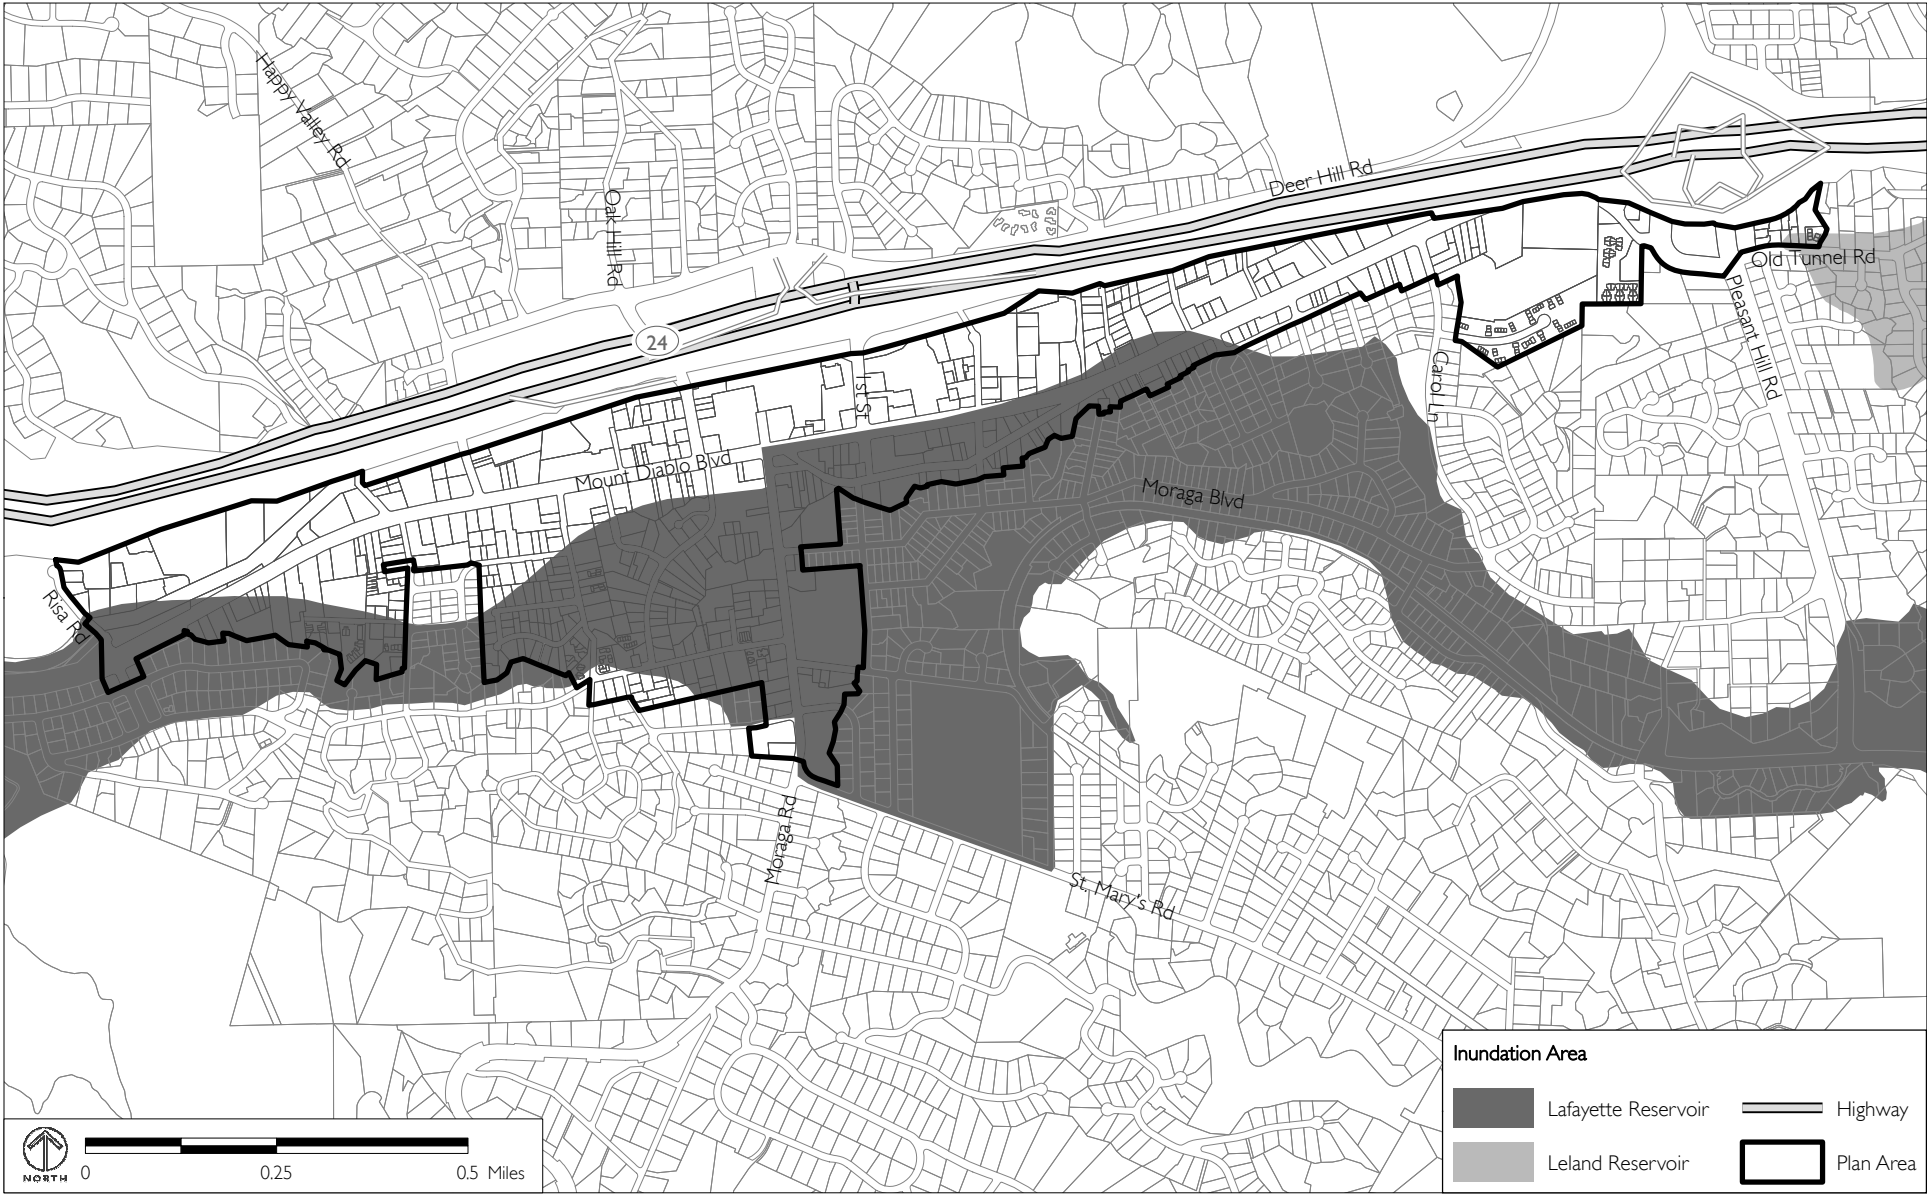 Happy Valley Rd
Oak Hill Rd
Deer Hill Rd
Old Tunnel Rd
Pleasant Hill Rd
24
1st St
Carol Ln
Mount Diablo Blvd
Moraga Blvd
Risa Rd
Moraga Rd
St. Mary's Rd
Inundation Area
Lafayette Reservoir
Highway
Leland Reservoir
Plan Area
NORTH
0 0.25 0.5 Miles